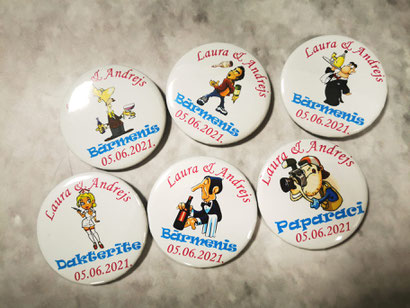 & Andrejs
Bārmenis
05.06.2021.
Laura & Andrejs
Bārmenis
05.06.2021.
Laura & Andrejs
Bārmenis
05.06.2021.
Laura & Andrejs
Dakterīte
05.06.2021.
Laura & Andrejs
Bārmenis
05.06.2021.
Laura & Andrejs
Paparaci
05.06.2021.